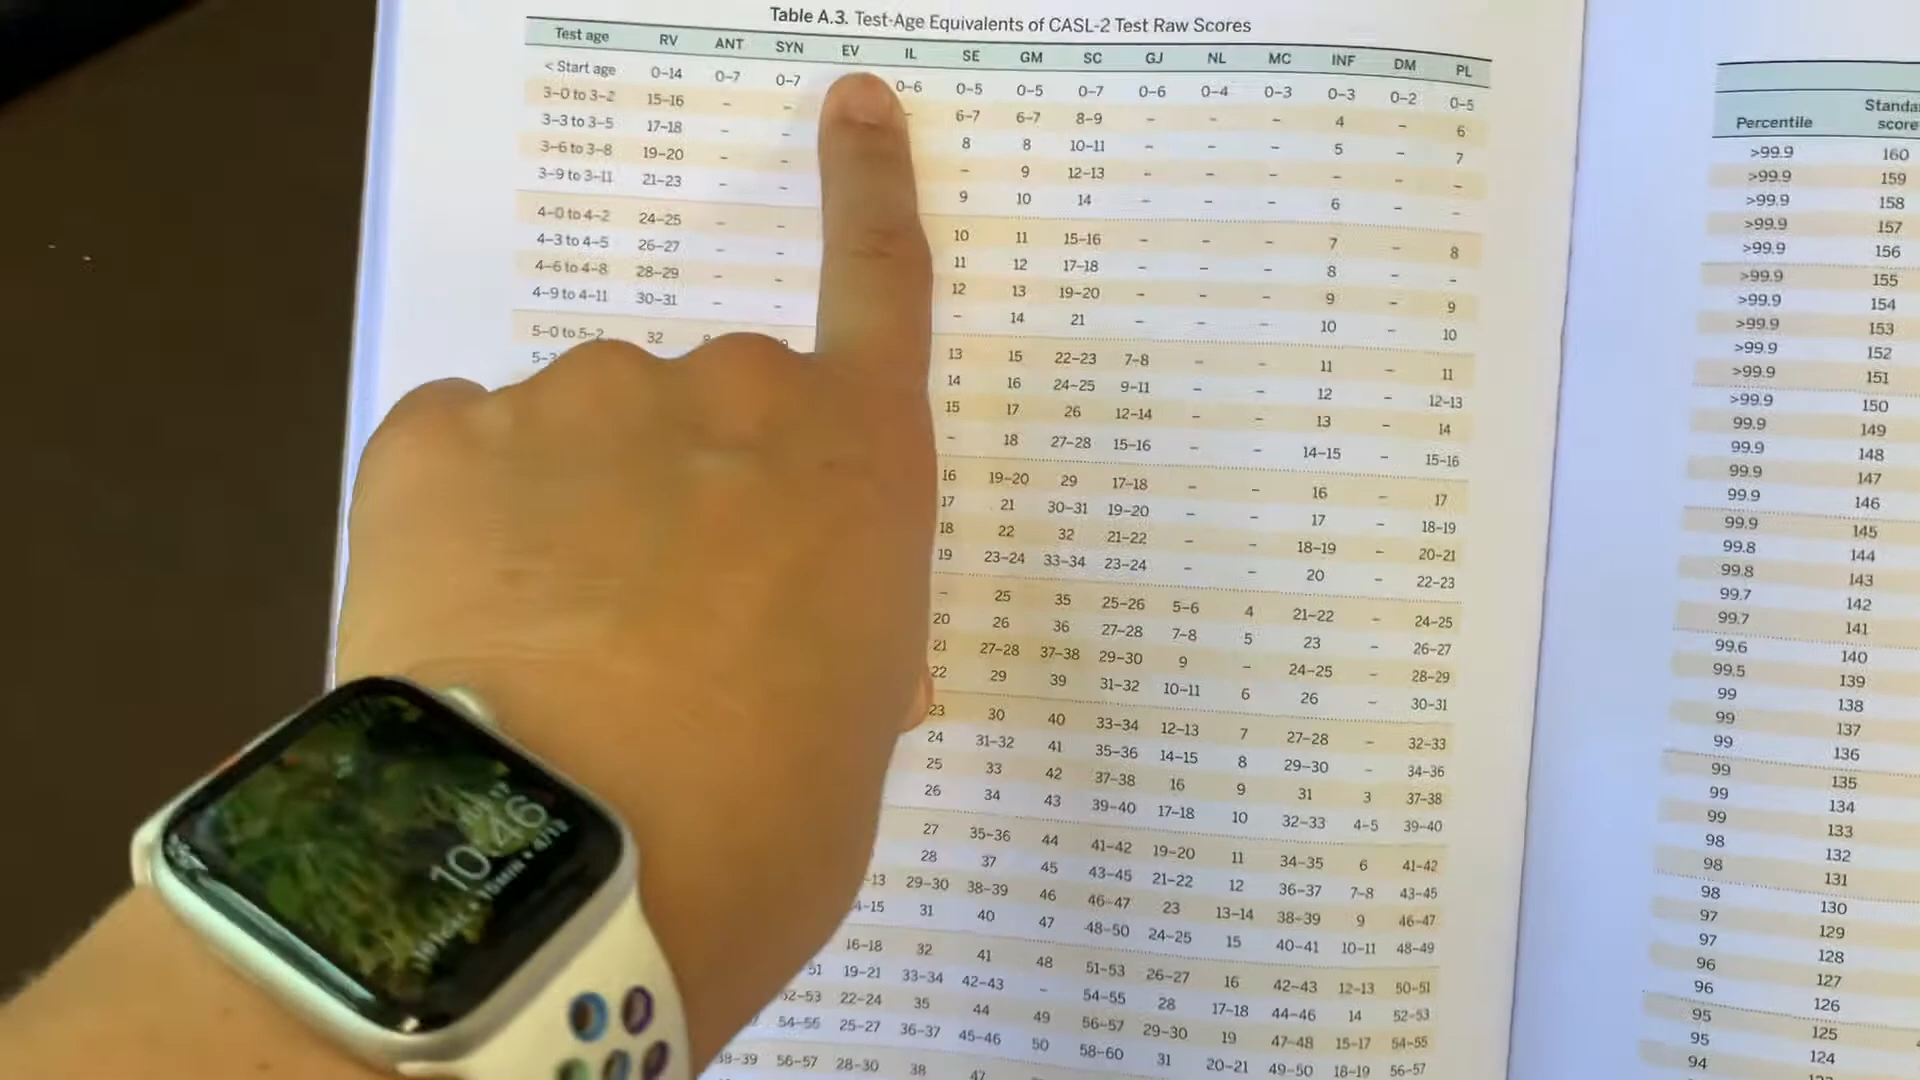 Table A.3. Test-Age Equivalents of CASL-2 Test Raw Scores
Test age RV ANT SYN EV IL SE GM SC GJ NL MC INF DM PL
< Start age 0–14 0–7 0–7 0–6 0–5 0–5 0–7 0–6 0–4 0–3 0–3 0–2 0–5
3–0 to 3–2 15–16 – – – 6–7 6–7 8–9 – – – 4 – 6
3–3 to 3–5 17–18 – – 8 8 10–11 – – – 5 – 7
3–6 to 3–8 19–20 – – – 9 12–13 – – – – – –
3–9 to 3–11 21–23 – – 9 10 14 – – – 6 – –
4–0 to 4–2 24–25 – – 10 11 15–16 – – – 7 – 8
4–3 to 4–5 26–27 – – 11 12 17–18 – – – 8 – –
4–6 to 4–8 28–29 – – 12 13 19–20 – – – 9 – 9
4–9 to 4–11 30–31 – – – 14 21 – – – 10 – 10
5–0 to 5–2 32 13 15 22–23 7–8 – – 11 – 11
14 16 24–25 9–11 – – 12 – 12–13
15 17 26 12–14 – – 13 – 14
– 18 27–28 15–16 – – 14–15 – 15–16
16 19–20 29 17–18 – – 16 – 17
17 21 30–31 19–20 – – 17 – 18–19
18 22 32 21–22 – – 18–19 – 20–21
19 23–24 33–34 23–24 – – 20 – 22–23
– 25 35 25–26 5–6 4 21–22 – 24–25
20 26 36 27–28 7–8 5 23 – 26–27
21 27–28 37–38 29–30 9 – 24–25 – 28–29
22 29 39 31–32 10–11 6 26 – 30–31
23 30 40 33–34 12–13 7 27–28 – 32–33
24 31–32 41 35–36 14–15 8 29–30 – 34–36
25 33 42 37–38 16 9 31 3 37–38
26 34 43 39–40 17–18 10 32–33 4–5 39–40
27 35–36 44 41–42 19–20 11 34–35 6 41–42
28 37 45 43–45 21–22 12 36–37 7–8 43–45
29–30 38–39 46 46–47 23 13–14 38–39 9 46–47
31 40 47 48–50 24–25 15 40–41 10–11 48–49
16–18 32 41 48 51–53 26–27 16 42–43 12–13 50–51
19–21 33–34 42–43 – 54–55 28 17–18 44–46 14 52–53
52–53 22–24 35 44 49 56–57 29–30 19 47–48 15–17 54–55
54–55 25–27 36–37 45–46 50 58–60 31 20–21 49–50 18–19 56–57
38–39 56–57 28–30 38 47
Percentile
>99.9 160
>99.9 159
>99.9 158
>99.9 157
>99.9 156
>99.9 155
>99.9 154
>99.9 153
>99.9 152
>99.9 151
>99.9 150
99.9 149
99.9 148
99.9 147
99.9 146
99.9 145
99.8 144
99.8 143
99.7 142
99.7 141
99.6 140
99.5 139
99 138
99 137
99 136
99 135
99 134
99 133
98 132
98 131
98 130
97 129
97 128
96 127
96 126
95 125
95 124
94
10:46